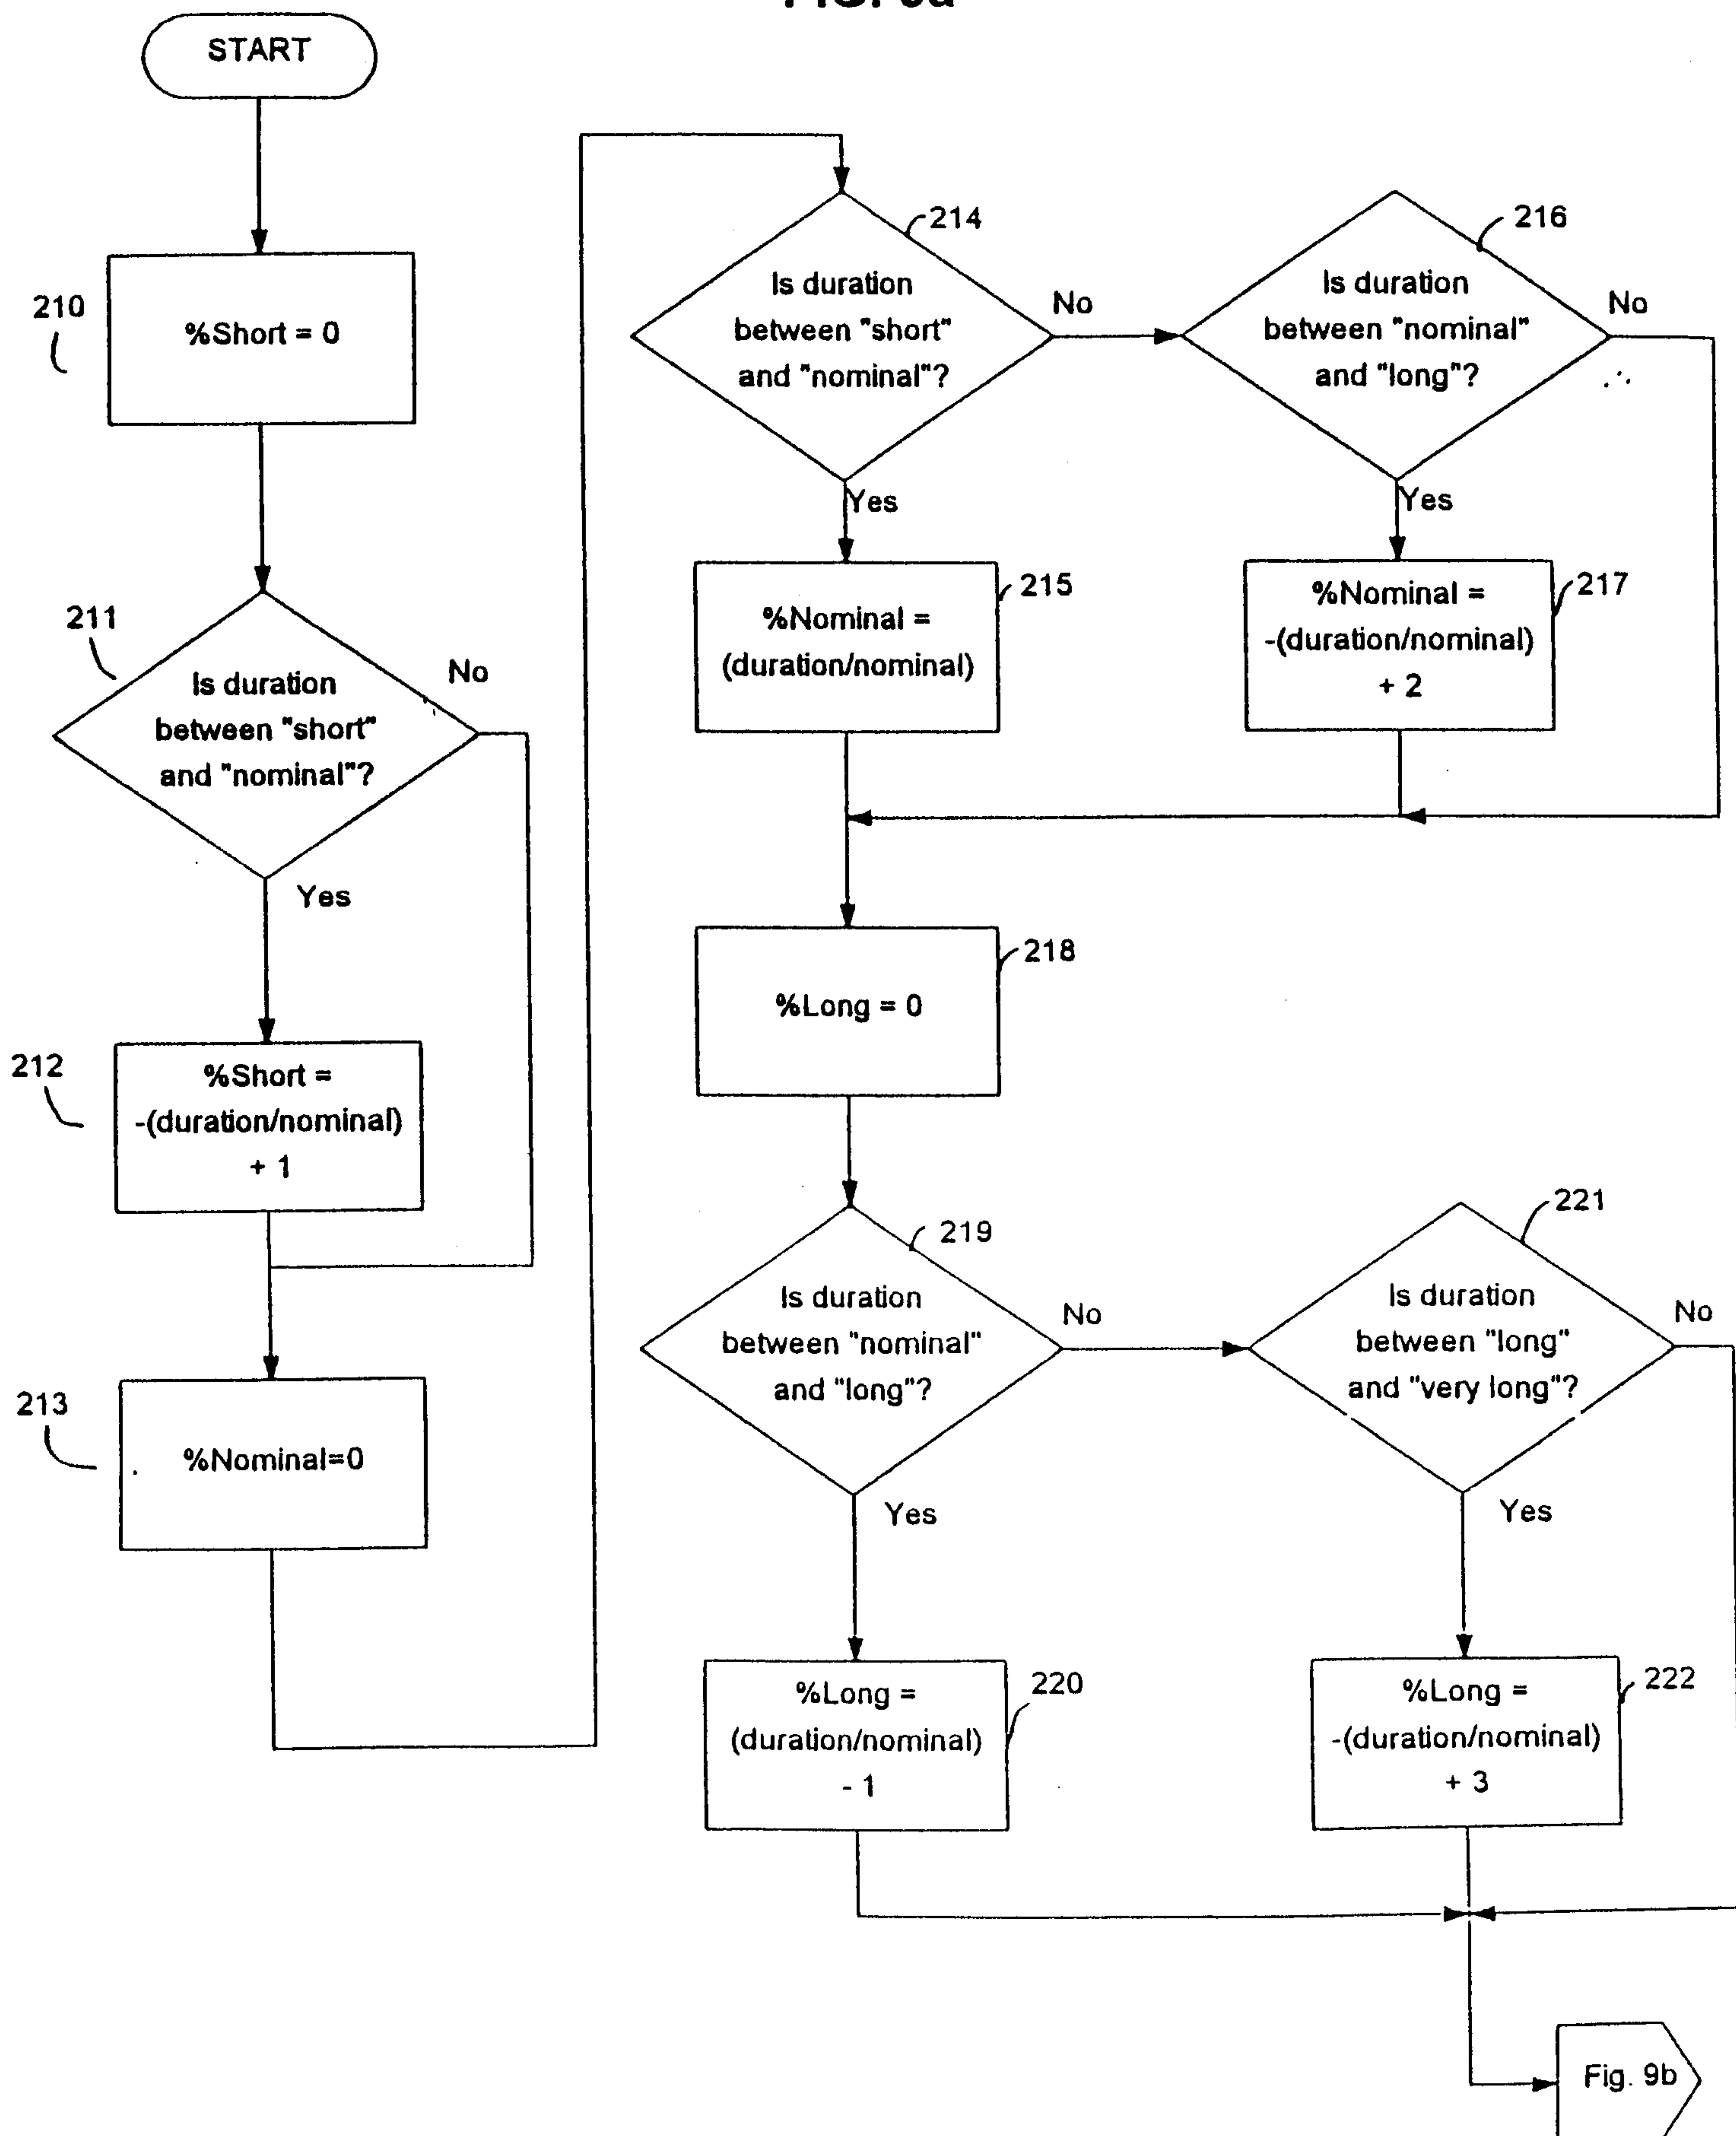 START
210
%Short = 0
211
Is duration
between "short"
and "nominal"?
No
Yes
212
%Short =
-(duration/nominal)
+ 1
213
%Nominal=0
214
Is duration
between "short"
and "nominal"?
No
Yes
216
Is duration
between "nominal"
and "long"?
No
Yes
215
%Nominal =
(duration/nominal)
217
%Nominal =
-(duration/nominal)
+ 2
218
%Long = 0
219
Is duration
between "nominal"
and "long"?
No
Yes
221
Is duration
between "long"
and "very long"?
No
Yes
220
%Long =
(duration/nominal)
- 1
222
%Long =
-(duration/nominal)
+ 3
Fig. 9b